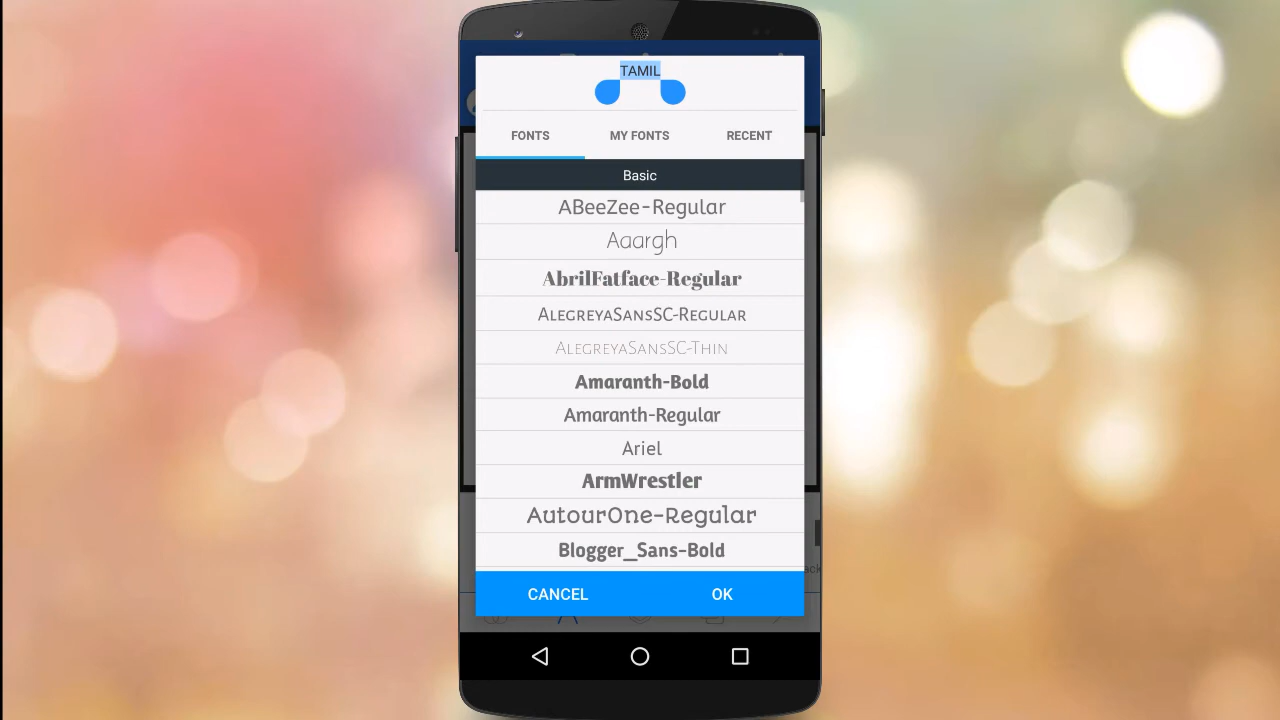 TAMIL
FONTS MY FONTS RECENT
Basic
ABeeZee-Regular
Aaargh
AbrilFatface-Regular
AlegreyaSansSC-Regular
AlegreyaSansSC-Thin
Amaranth-Bold
Amaranth-Regular
Ariel
ArmWrestler
AutourOne-Regular
Blogger_Sans-Bold
CANCEL OK